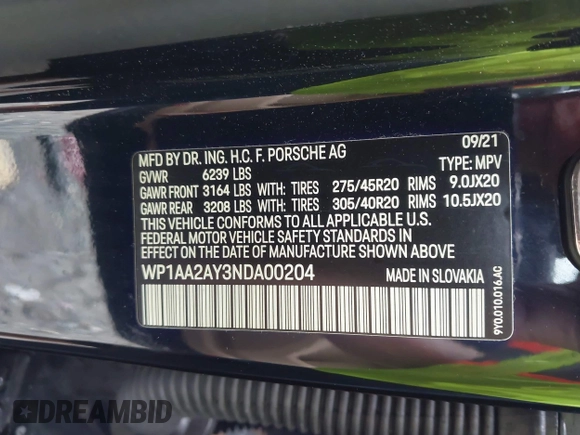 09/21
MFD BY DR. ING. H.C. F. PORSCHE AG
GVWR 6239 LBS TYPE: MPV
GAWR FRONT 3164 LBS WITH: TIRES 275/45R20 RIMS 9.0JX20
GAWR REAR 3208 LBS WITH: TIRES 305/40R20 RIMS 10.5JX20
THIS VEHICLE CONFORMS TO ALL APPLICABLE U.S.
FEDERAL MOTOR VEHICLE SAFETY STANDARDS IN
EFFECT ON THE DATE OF MANUFACTURE SHOWN ABOVE
WP1AA2AY3NDA00204 MADE IN SLOVAKIA
9Y0.010.016.AC
DREAMBID